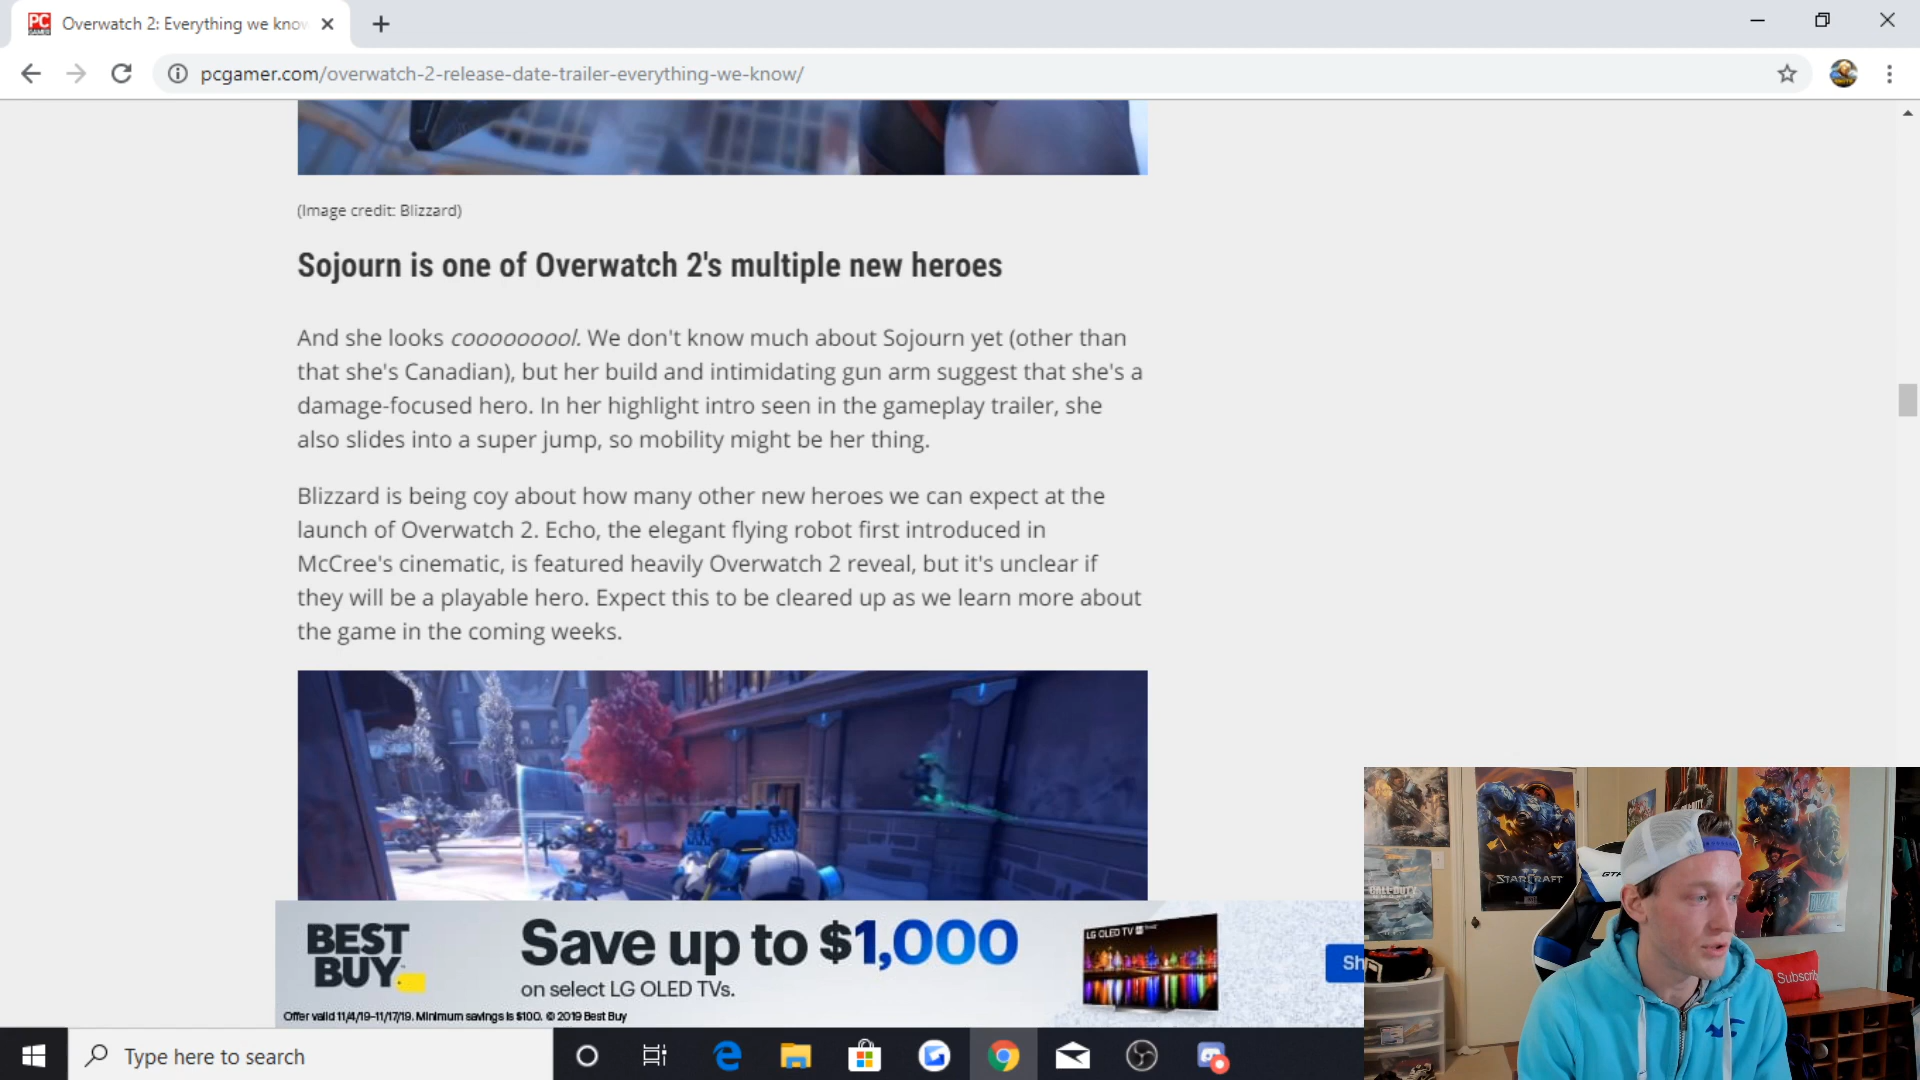 PC
GAMER
Overwatch 2: Everything we know
pcgamer.com/overwatch-2-release-date-trailer-everything-we-know/
(Image credit: Blizzard)
Sojourn is one of Overwatch 2's multiple new heroes
And she looks cooooooool. We don't know much about Sojourn yet (other than
that she's Canadian), but her build and intimidating gun arm suggest that she's a
damage-focused hero. In her highlight intro seen in the gameplay trailer, she
also slides into a super jump, so mobility might be her thing.
Blizzard is being coy about how many other new heroes we can expect at the
launch of Overwatch 2. Echo, the elegant flying robot first introduced in
McCree's cinematic, is featured heavily Overwatch 2 reveal, but it's unclear if
they will be a playable hero. Expect this to be cleared up as we learn more about
the game in the coming weeks.
BEST
BUY
Save up to $1,000
on select LG OLED TVs.
LG OLED TV
Sh
Offer valid 11/4/19-11/17/19. Minimum savings is $100. © 2019 Best Buy
STARCRAFT
CALL OF DUTY
GTR
Subscri
Type here to search